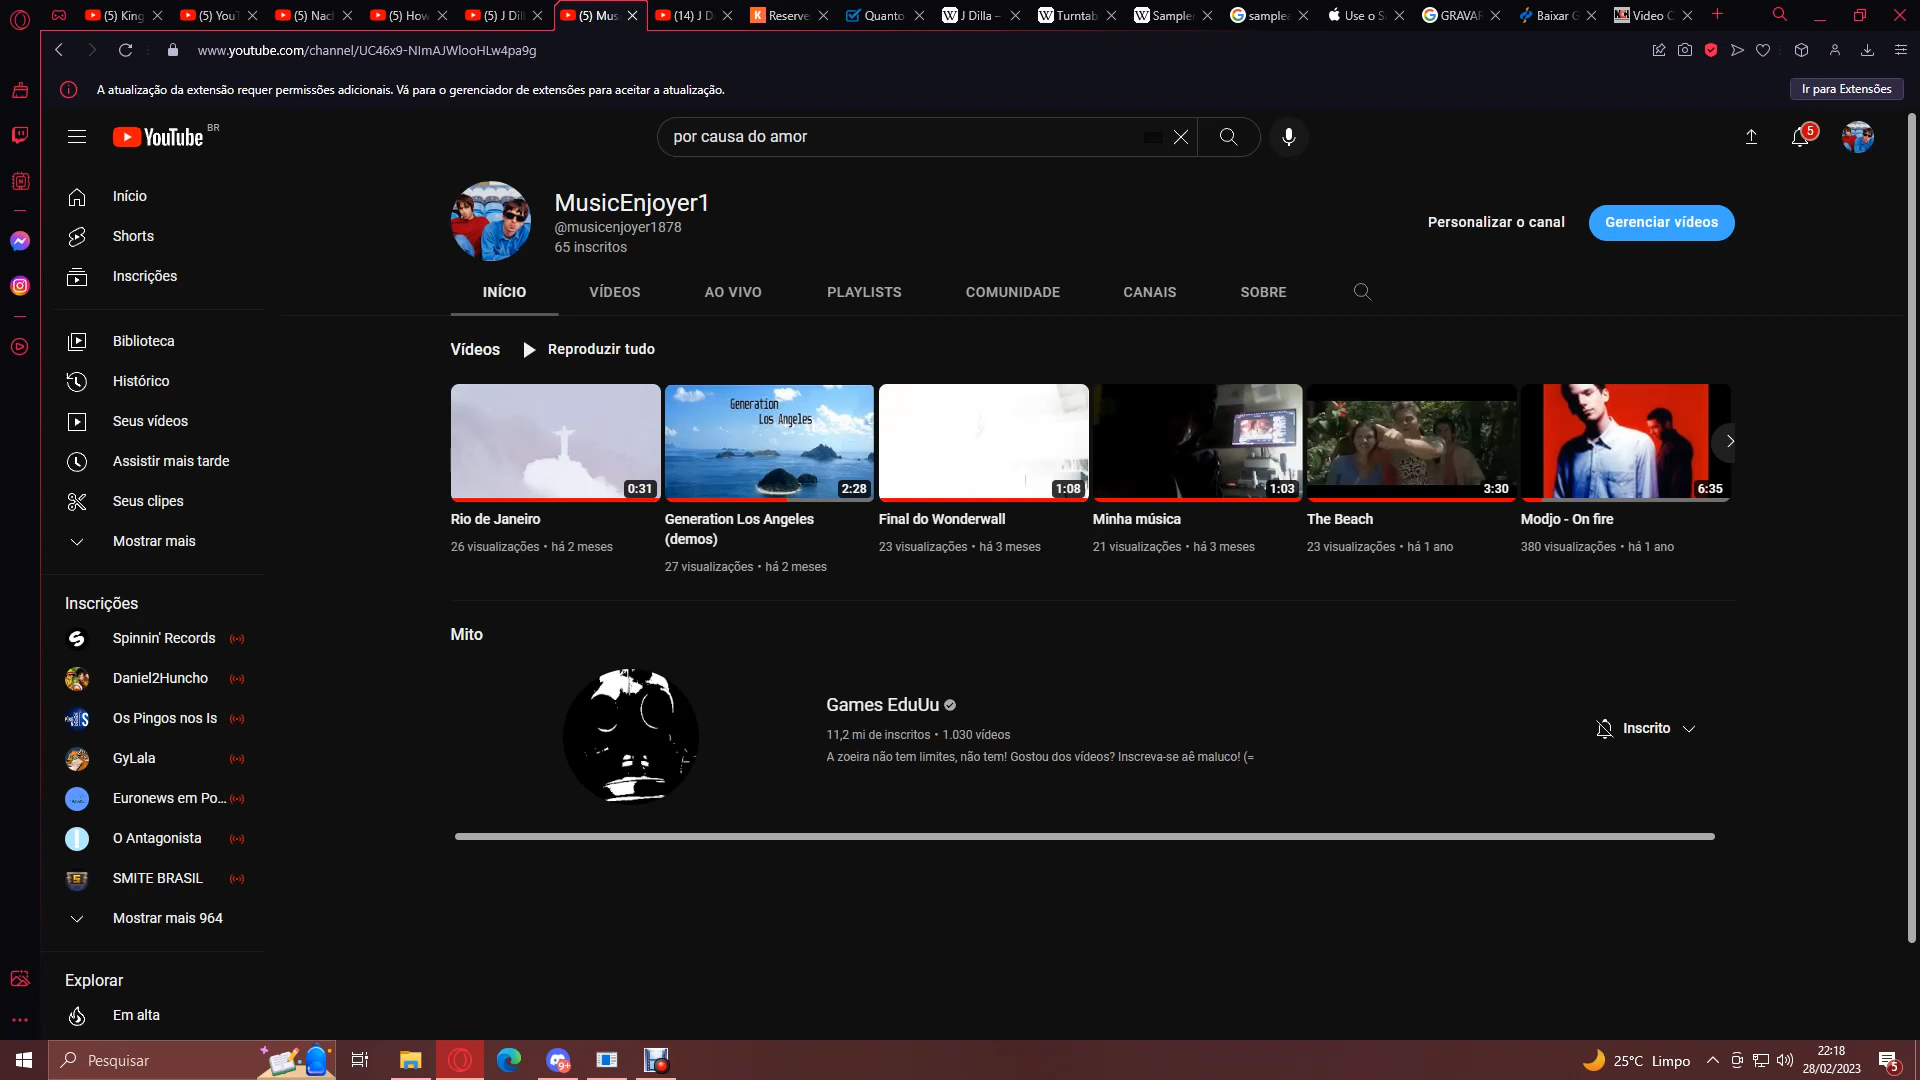 (5) King
(5) YouT
(5) Nac
(5) How
(5) J Dil
(5) Mus
(14) J D
Reserve
Quanto
J Dilla –
Turntab
Sampler
samplea
Use o S
GRAVAR
Baixar G
Video C
www.youtube.com/channel/UC46x9-NImAJWlooHLw4pa9g
A atualização da extensão requer permissões adicionais. Vá para o gerenciador de extensões para aceitar a atualização.
Ir para Extensões
YouTube BR
por causa do amor
5
Início
Shorts
Inscrições
Biblioteca
Histórico
Seus vídeos
Assistir mais tarde
Seus clipes
Mostrar mais
Inscrições
Spinnin' Records
Daniel2Huncho
Os Pingos nos Is
GyLala
Euronews em Po...
O Antagonista
SMITE BRASIL
Mostrar mais 964
Explorar
Em alta
MusicEnjoyer1
@musicenjoyer1878
65 inscritos
Personalizar o canal
Gerenciar vídeos
INÍCIO
VÍDEOS
AO VIVO
PLAYLISTS
COMUNIDADE
CANAIS
SOBRE
Vídeos
Reproduzir tudo
0:31
Rio de Janeiro
26 visualizações • há 2 meses
Generation
Los Angeles
2:28
Generation Los Angeles
(demos)
27 visualizações • há 2 meses
1:08
Final do Wonderwall
23 visualizações • há 3 meses
1:03
Minha música
21 visualizações • há 3 meses
3:30
The Beach
23 visualizações • há 1 ano
6:35
Modjo - On fire
380 visualizações • há 1 ano
Mito
Games EduUu
11,2 mi de inscritos • 1.030 vídeos
A zoeira não tem limites, não tem! Gostou dos vídeos? Inscreva-se aê maluco! (=
Inscrito
Pesquisar
9+
25°C Limpo
22:18
28/02/2023
5